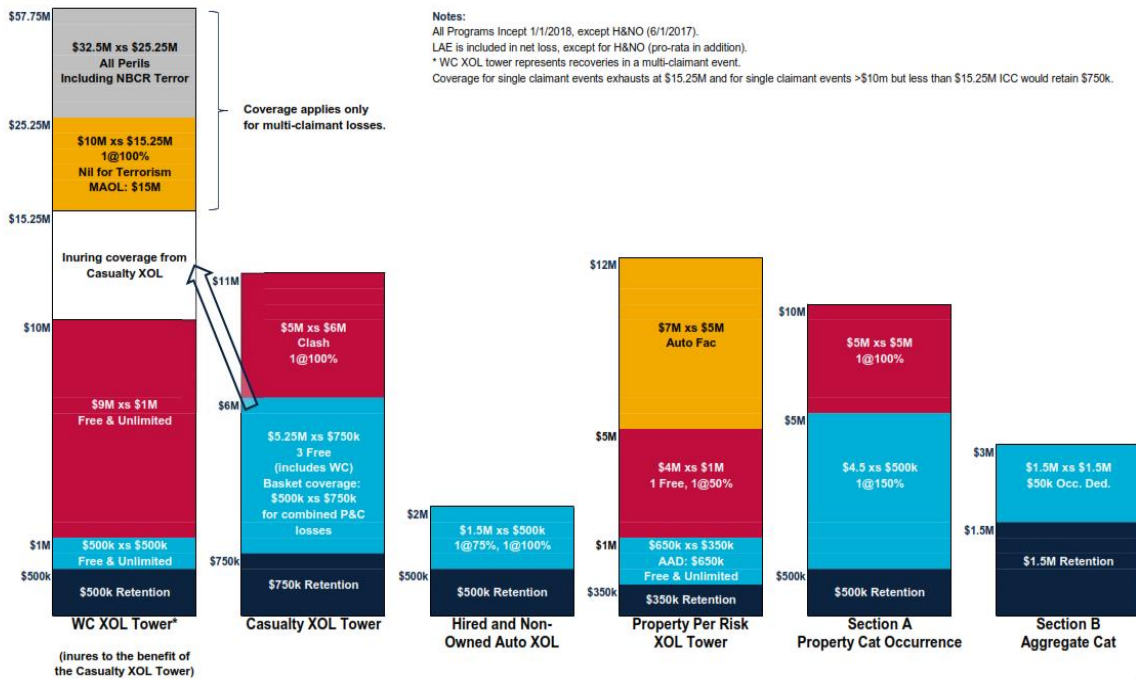 Notes:
All Programs Incept 1/1/2018, except H&NO (6/1/2017).
LAE is included in net loss, except for H&NO (pro-rata in addition).
* WC XOL tower represents recoveries in a multi-claimant event.
Coverage for single claimant events exhausts at $15.25M and for single claimant events >$10m but less than $15.25M ICC would retain $750k.
$57.75M
$32.5M xs $25.25M
All Perils
Including NBCR Terror
Coverage applies only
for multi-claimant losses.
$25.25M
$10M xs $15.25M
1@100%
Nil for Terrorism
MAOL: $15M
$15.25M
Inuring coverage from
Casualty XOL
$10M
$9M xs $1M
Free & Unlimited
$1M
$500k xs $500k
Free & Unlimited
$500k
$500k Retention
WC XOL Tower*
(inures to the benefit of
the Casualty XOL Tower)
$11M
$5M xs $6M
Clash
1@100%
$6M
$5.25M xs $750k
3 Free
(includes WC)
Basket coverage:
$500k xs $750k
for combined P&C
losses
$750k
$750k Retention
Casualty XOL Tower
$2M
$1.5M xs $500k
1@75%, 1@100%
$500k
$500k Retention
Hired and Non-
Owned Auto XOL
$12M
$7M xs $5M
Auto Fac
$5M
$4M xs $1M
1 Free, 1@50%
$1M
$650k xs $350k
AAD: $650k
Free & Unlimited
$350k
$350k Retention
Property Per Risk
XOL Tower
$10M
$5M xs $5M
1@100%
$5M
$4.5 xs $500k
1@150%
$500k
$500k Retention
Section A
Property Cat Occurrence
$3M
$1.5M xs $1.5M
$50k Occ. Ded.
$1.5M
$1.5M Retention
Section B
Aggregate Cat